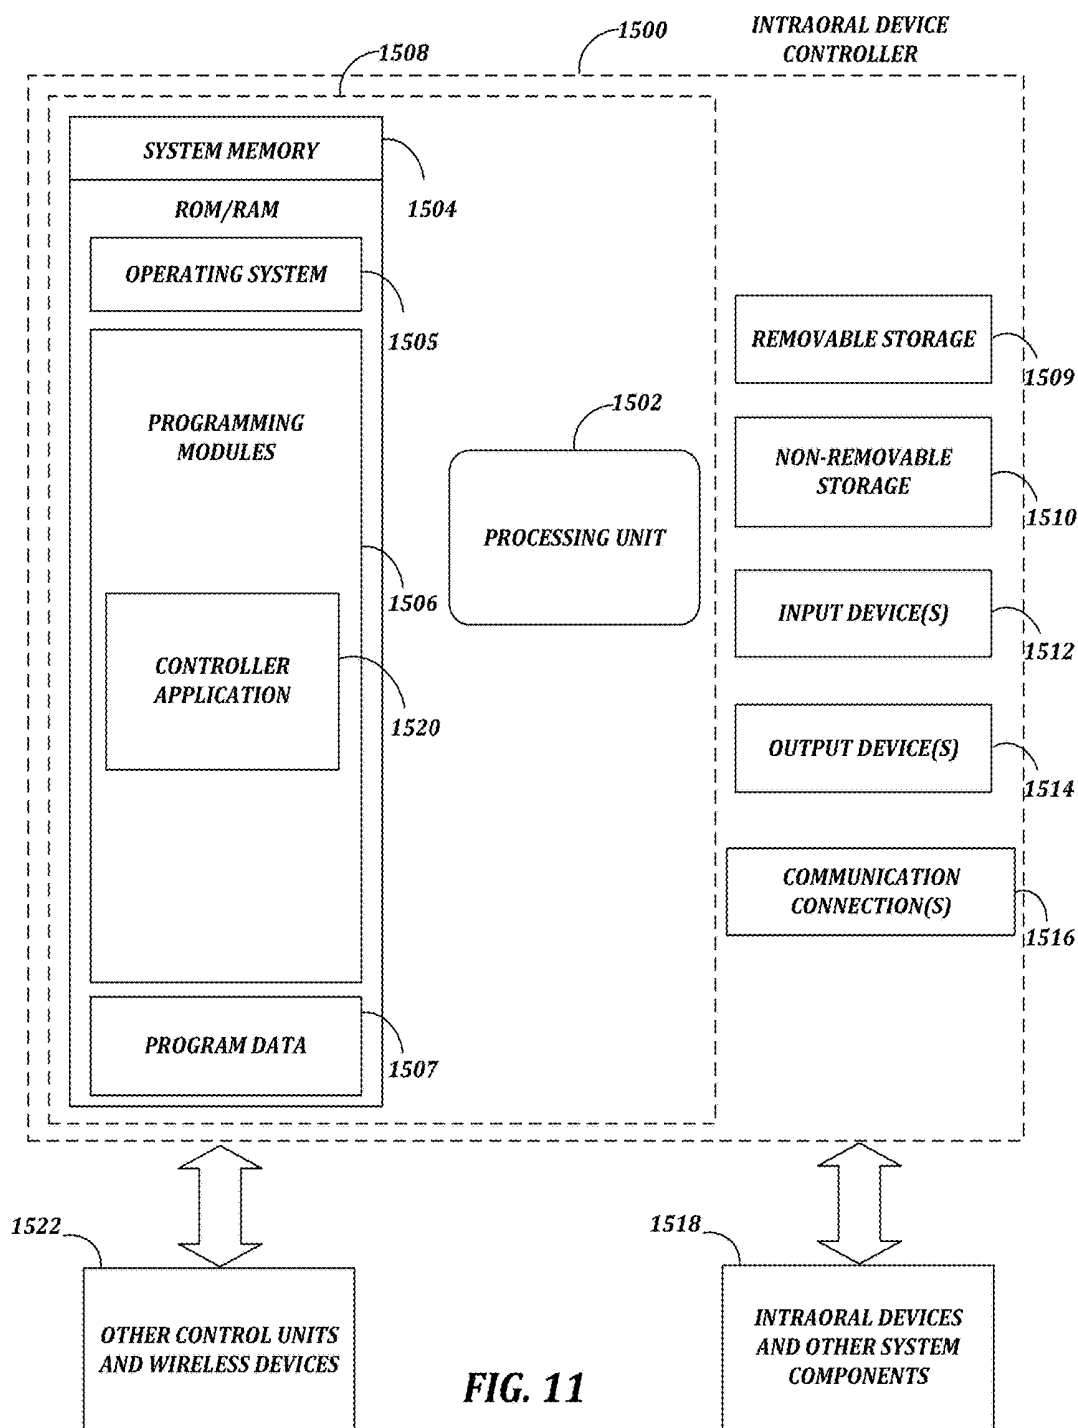 INTRAORAL DEVICE
CONTROLLER
1500
1508
SYSTEM MEMORY
1504
ROM/RAM
OPERATING SYSTEM
1505
PROGRAMMING
MODULES
1506
CONTROLLER
APPLICATION
1520
PROGRAM DATA
1507
1502
PROCESSING UNIT
REMOVABLE STORAGE
1509
NON-REMOVABLE
STORAGE
1510
INPUT DEVICE(S)
1512
OUTPUT DEVICE(S)
1514
COMMUNICATION
CONNECTION(S)
1516
1522
OTHER CONTROL UNITS
AND WIRELESS DEVICES
1518
INTRAORAL DEVICES
AND OTHER SYSTEM
COMPONENTS
FIG. 11